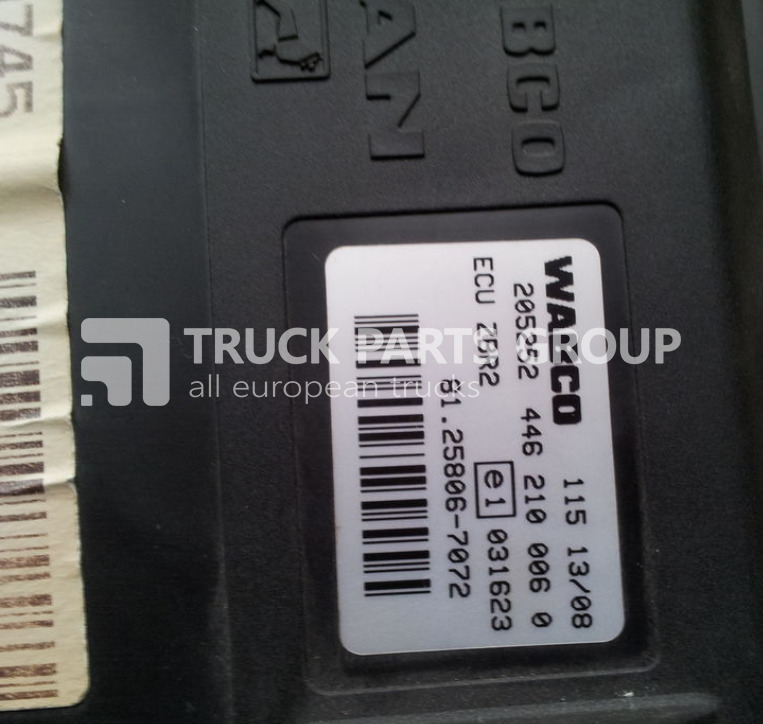 BCO
AN
745
WABCO 115 13/08
205252 446 210 006 0
ECU ZBR2 e1 031623
81.25806-7072
TRUCK PARTS GROUP
all european trucks